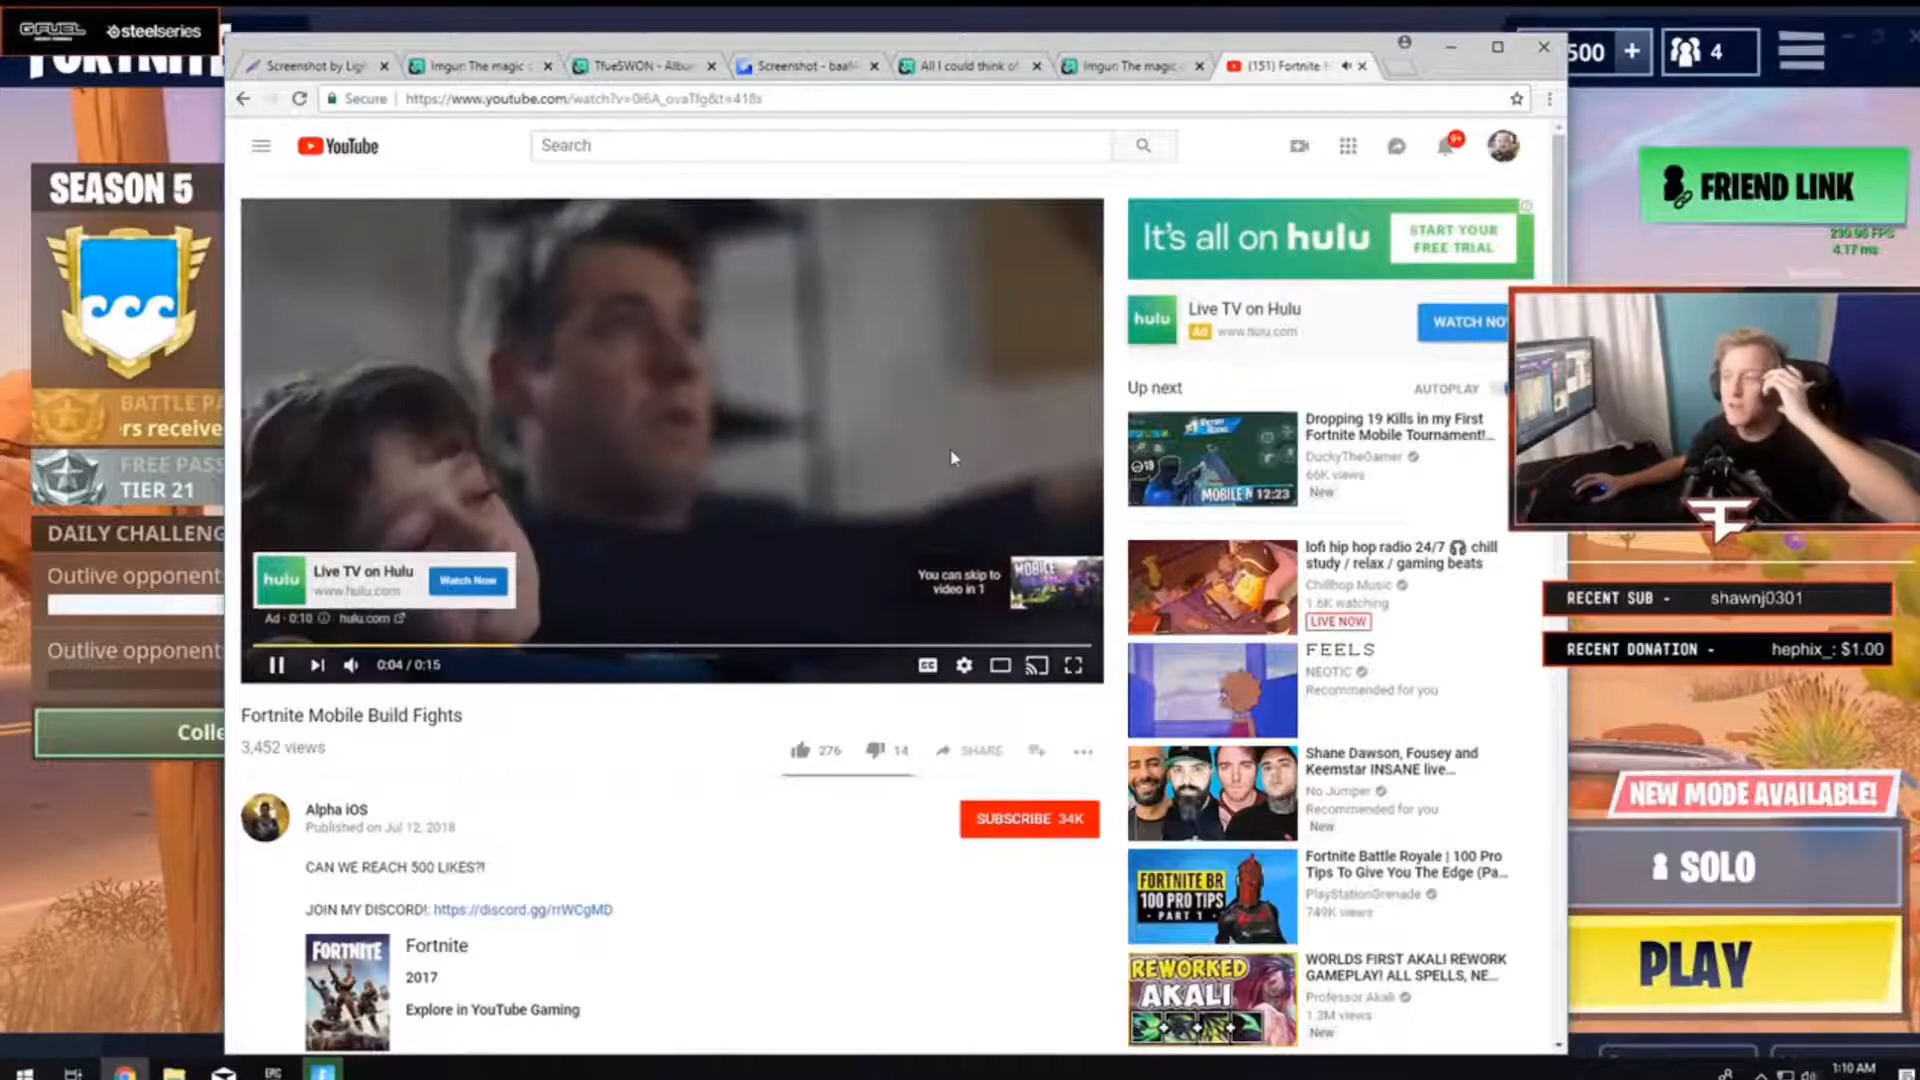 GFUEL
steelseries
500 +
4
Screenshot by Lig
Imgur: The magic
TfueSWON - Albu
Screenshot -
All I could think of
Imgur: The magic
(151) Fortnite
Secure
https://www.youtube.com/watch?v=0i6A_ovaTfg&t=418s
YouTube
Search
9+
SEASON 5
BATTLE PA
rs receive
FREE PASS
TIER 21
DAILY CHALLENG
Outlive opponent
Outlive opponent
Colle
FRIEND LINK
239.96 FPS
4.17 ms
It's all on hulu
START YOUR
FREE TRIAL
hulu
Live TV on Hulu
Ad www.hulu.com
WATCH NO
Up next
AUTOPLAY
hulu
Live TV on Hulu
www.hulu.com
Watch Now
You can skip to
video in 1
MOBILE
Ad · 0:10
hulu.com
0:04 / 0:15
CC
Fortnite Mobile Build Fights
3,452 views
276
14
SHARE
Alpha iOS
Published on Jul 12, 2018
SUBSCRIBE 34K
CAN WE REACH 500 LIKES?!
JOIN MY DISCORD!: https://discord.gg/rrWCgMD
FORTNITE
Fortnite
2017
Explore in YouTube Gaming
MOBILE
12:23
Dropping 19 Kills in my First
Fortnite Mobile Tournament!...
DuckyTheGamer
66K views
New
lofi hip hop radio 24/7 🎧 chill
study / relax / gaming beats
Chillhop Music
1.6K watching
LIVE NOW
F E E L S
NEOTIC
Recommended for you
Shane Dawson, Fousey and
Keemstar INSANE live...
No Jumper
Recommended for you
New
FORTNITE BR
100 PRO TIPS
- PART 1 -
Fortnite Battle Royale | 100 Pro
Tips To Give You The Edge (Pa...
PlayStationGrenade
749K views
REWORKED
AKALI
WORLDS FIRST AKALI REWORK
GAMEPLAY! ALL SPELLS, NE...
Professor Akali
1.3M views
New
RECENT SUB - shawnj0301
RECENT DONATION - hephix_: $1.00
NEW MODE AVAILABLE!
SOLO
PLAY
EPIC
1:10 AM